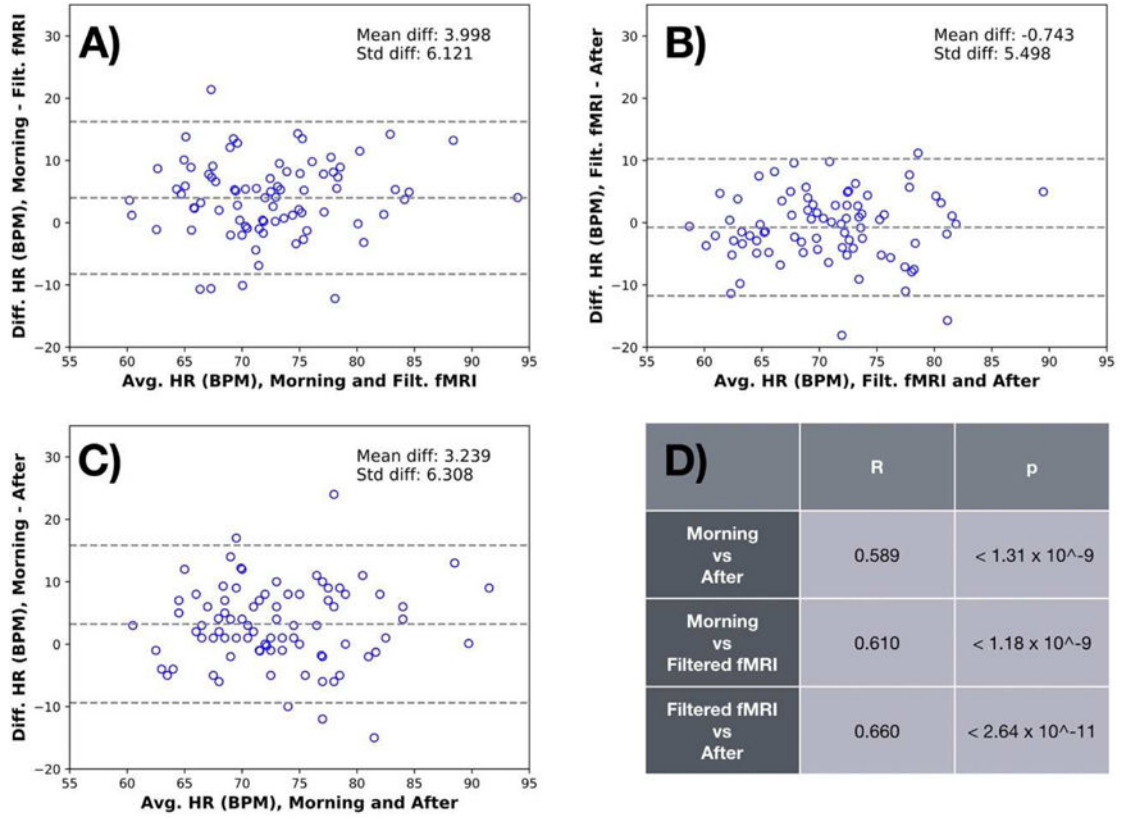 A)
Mean diff: 3.998
Std diff: 6.121
Diff. HR (BPM), Morning - Filt. fMRI
30
20
10
0
−10
−20
55 60 65 70 75 80 85 90 95
Avg. HR (BPM), Morning and Filt. fMRI
B)
Mean diff: -0.743
Std diff: 5.498
Diff. HR (BPM), Filt. fMRI - After
30
20
10
0
−10
−20
55 60 65 70 75 80 85 90 95
Avg. HR (BPM), Filt. fMRI and After
C)
Mean diff: 3.239
Std diff: 6.308
Diff. HR (BPM), Morning - After
30
20
10
0
−10
−20
55 60 65 70 75 80 85 90 95
Avg. HR (BPM), Morning and After
D)
R p
Morning
vs
After
0.589 < 1.31 x 10^-9
Morning
vs
Filtered fMRI
0.610 < 1.18 x 10^-9
Filtered fMRI
vs
After
0.660 < 2.64 x 10^-11